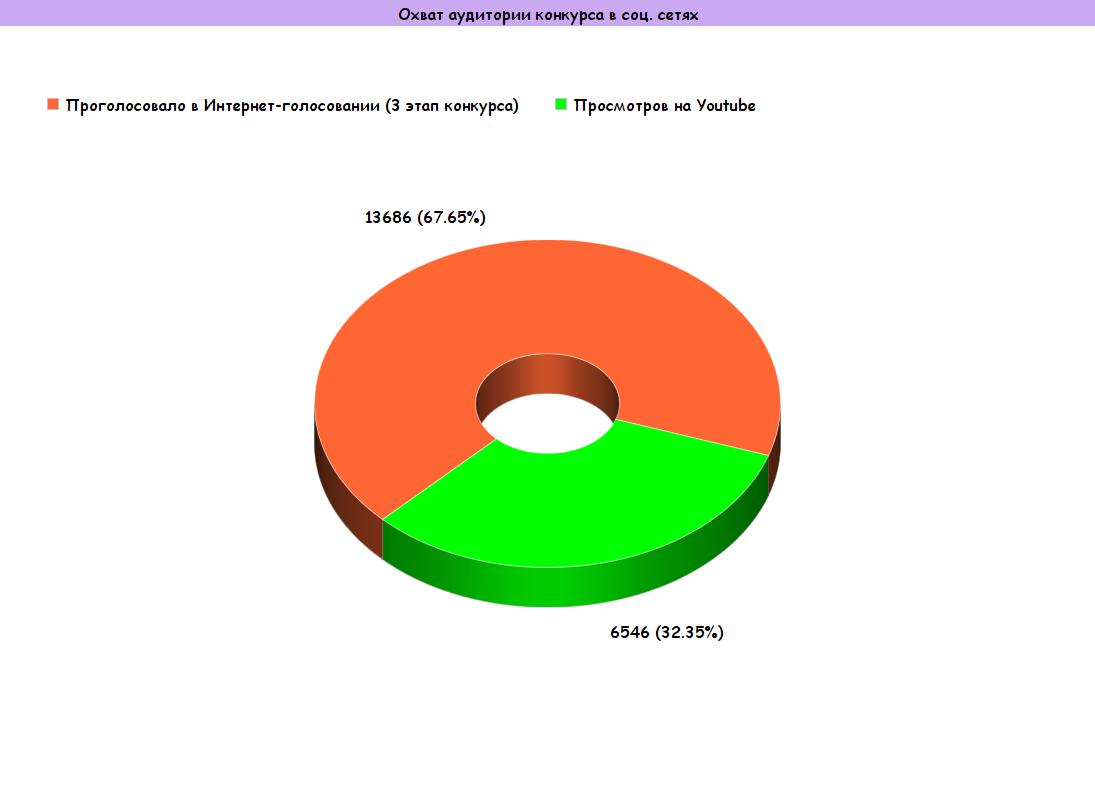 Охват аудитории конкурса в соц. сетях
Проголосовало в Интернет-голосовании (3 этап конкурса) Просмотров на Youtube
13686 (67.65%)
6546 (32.35%)